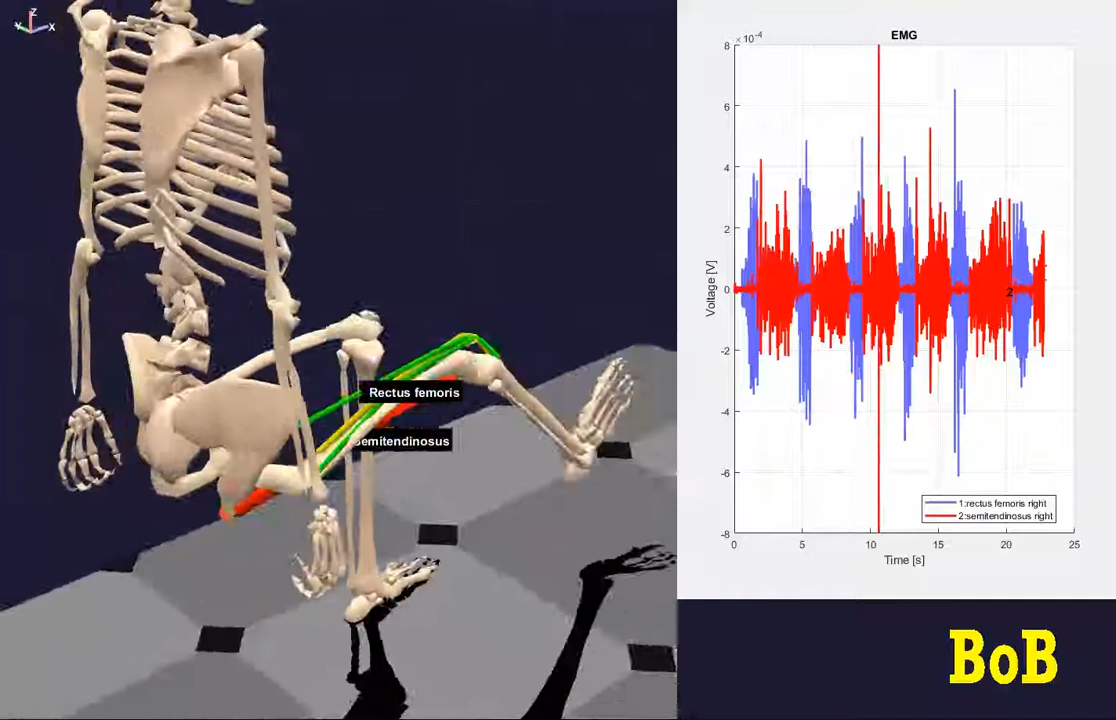 Z
Y
X
Rectus femoris
Semitendinosus
EMG
×10⁻⁴
8
6
4
2
0
-2
-4
-6
-8
Voltage [V]
2
1:rectus femoris right
2:semitendinosus right
0
5
10
15
20
25
Time [s]
BoB